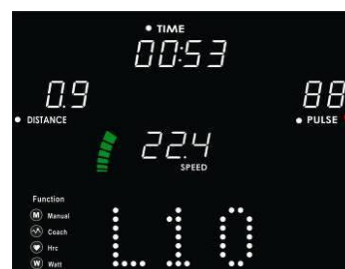 TIME
00:53
0.9
88
DISTANCE
PULSE
22.4
SPEED
Function
M Manual
Coach
Hrc
W Watt
L10